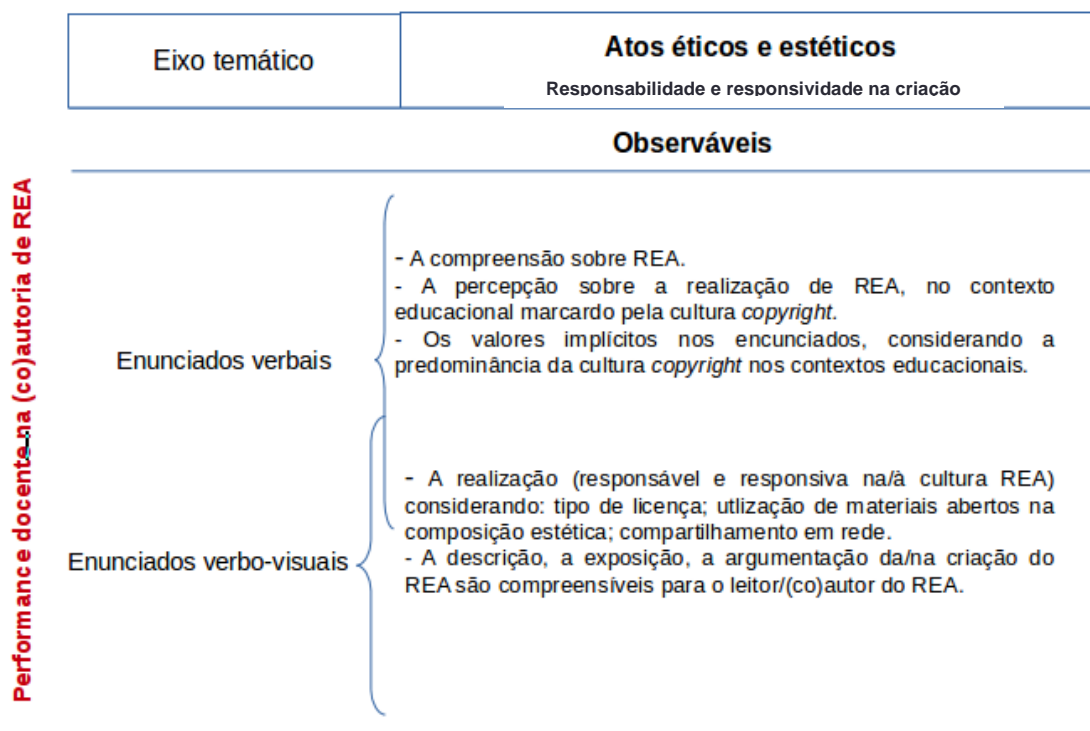 Eixo temático
Atos éticos e estéticos
Responsabilidade e responsividade na criação
Observáveis
Performance docente na (co)autoria de REA
Enunciados verbais
- A compreensão sobre REA.
- A percepção sobre a realização de REA, no contexto
educacional marcardo pela cultura copyright.
- Os valores implícitos nos encunciados, considerando a
predominância da cultura copyright nos contextos educacionais.
Enunciados verbo-visuais
- A realização (responsável e responsiva na/à cultura REA)
considerando: tipo de licença; utlização de materiais abertos na
composição estética; compartilhamento em rede.
- A descrição, a exposição, a argumentação da/na criação do
REA são compreensíveis para o leitor/(co)autor do REA.